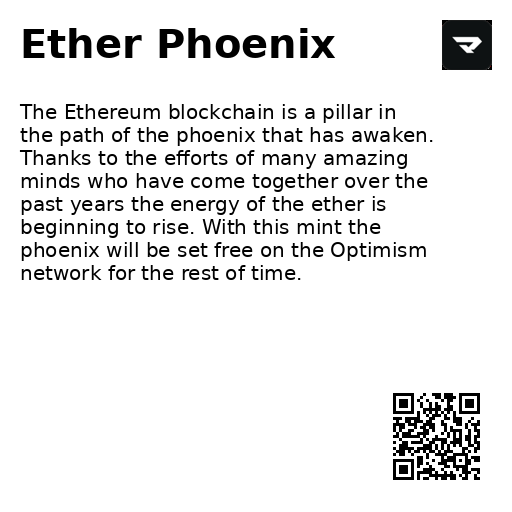 Ether Phoenix
The Ethereum blockchain is a pillar in
the path of the phoenix that has awaken.
Thanks to the efforts of many amazing
minds who have come together over the
past years the energy of the ether is
beginning to rise. With this mint the
phoenix will be set free on the Optimism
network for the rest of time.